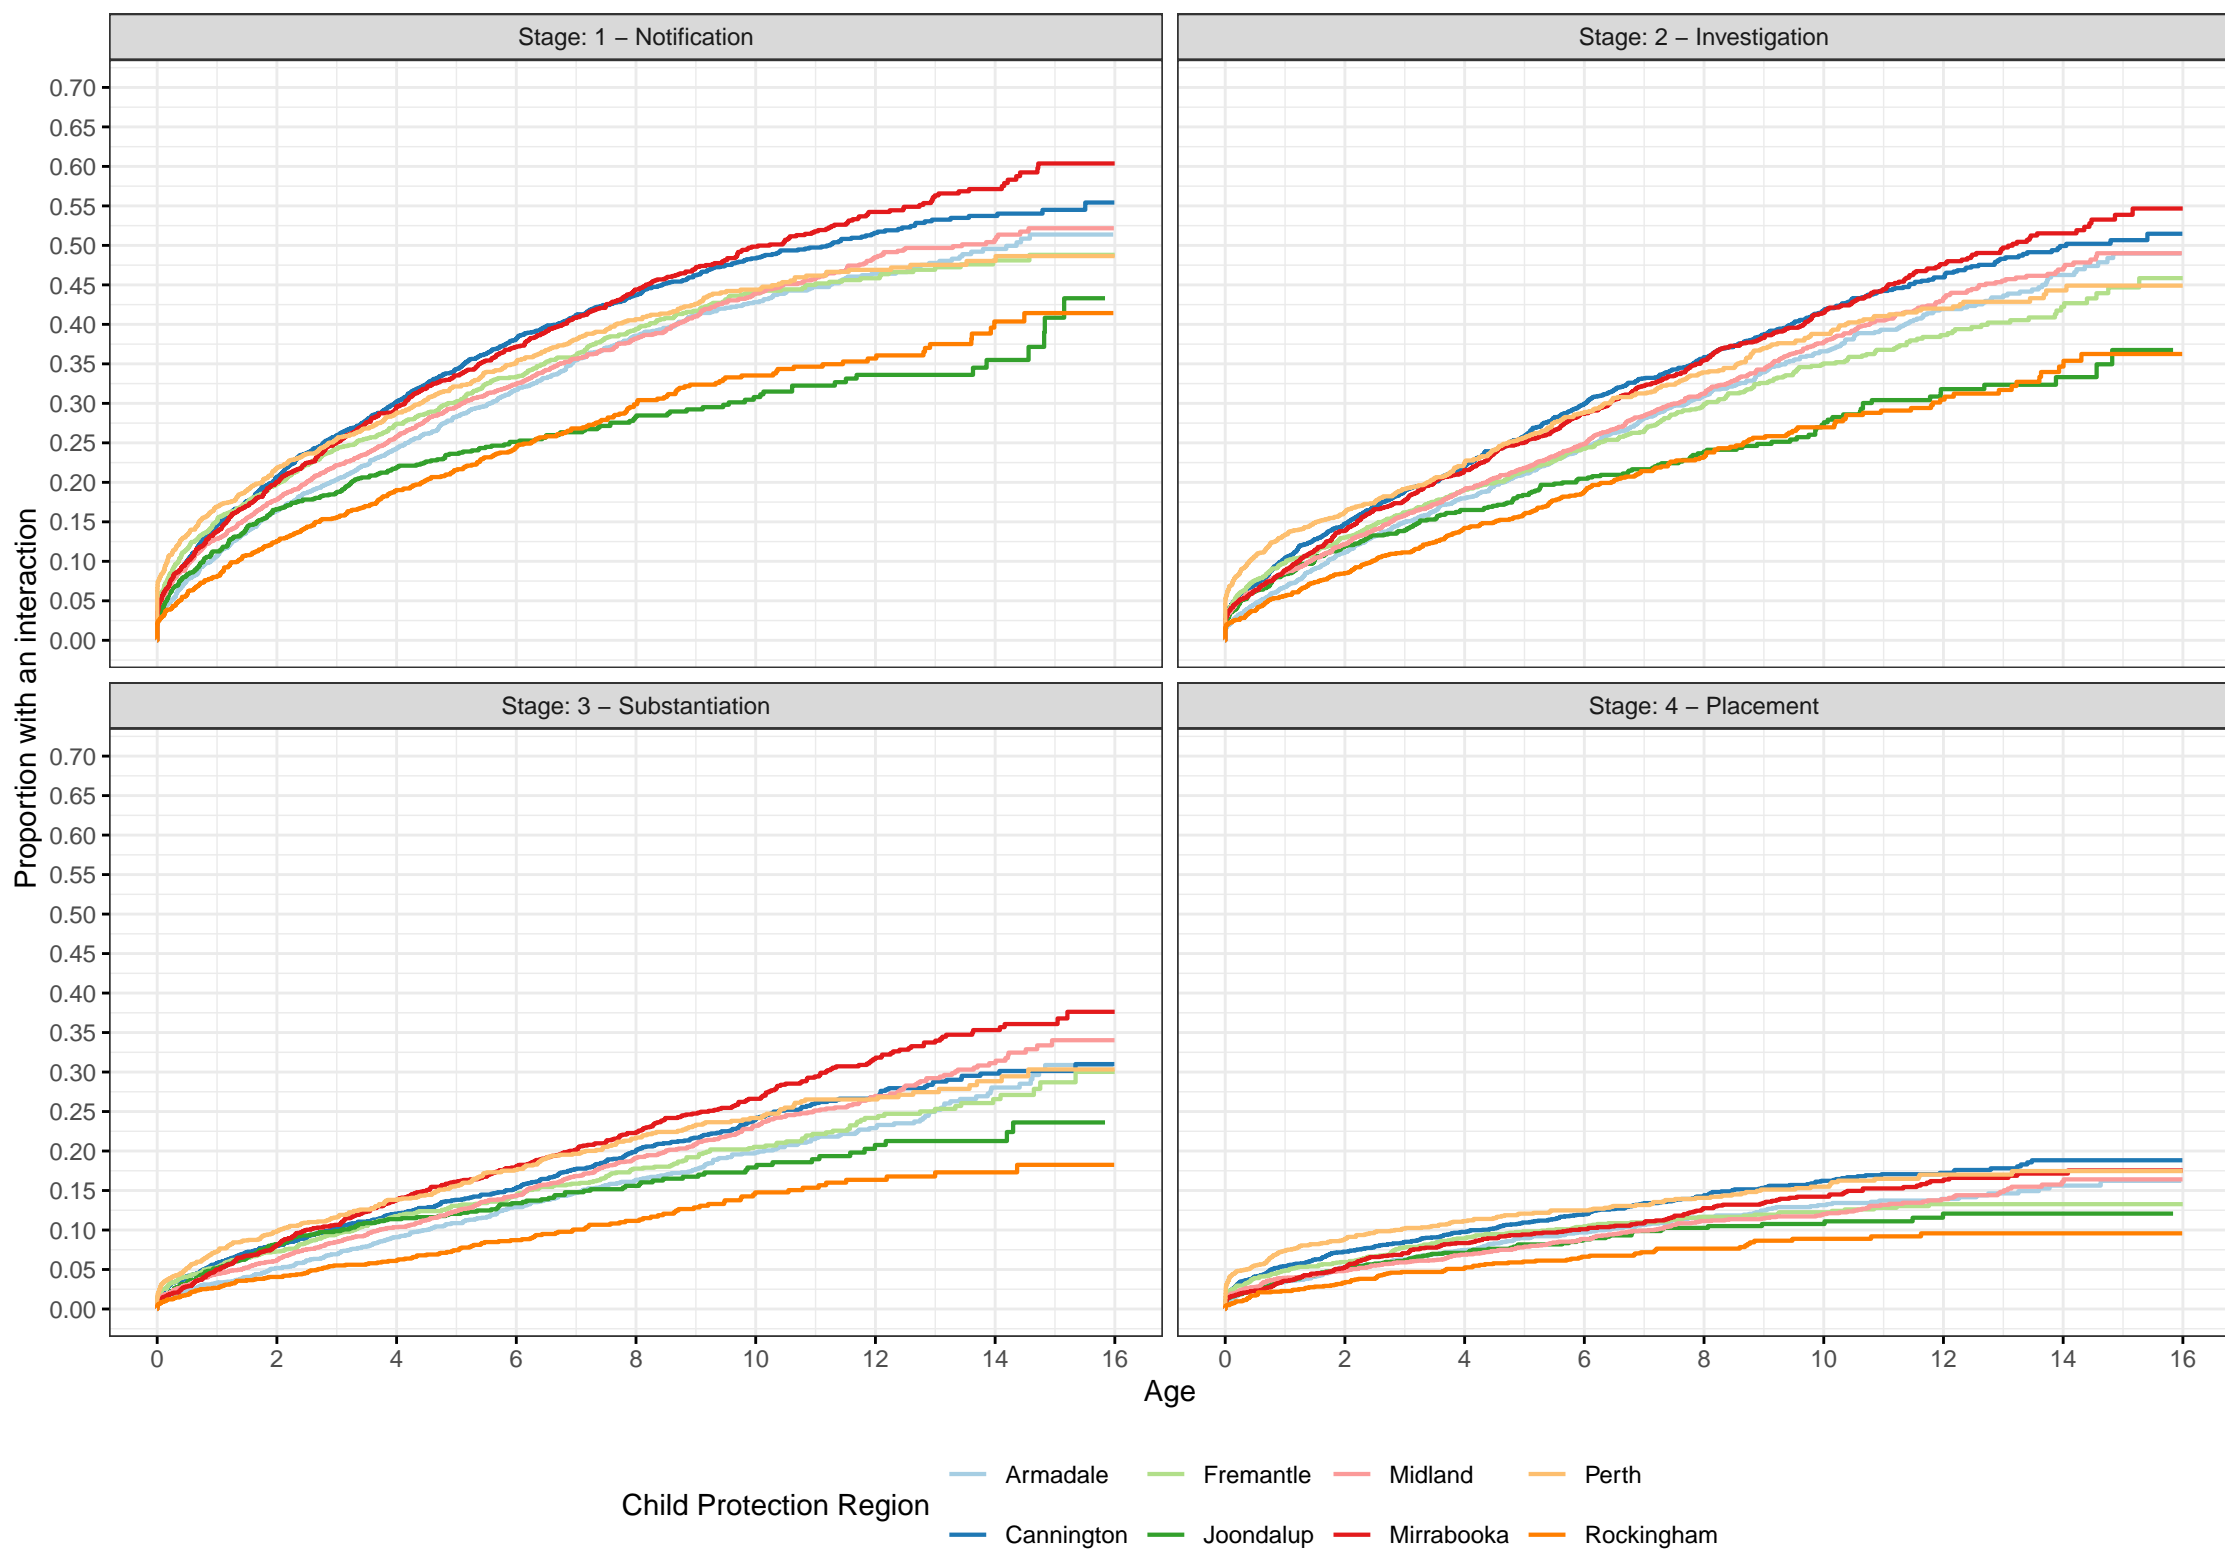 Stage: 1 – Notification
Stage: 2 – Investigation
0.70
0.65
0.60
0.55
0.50
0.45
0.40
0.35
0.30
0.25
0.20
0.15
0.10
0.05
0.00
Proportion with an interaction
Stage: 3 – Substantiation
Stage: 4 – Placement
0.70
0.65
0.60
0.55
0.50
0.45
0.40
0.35
0.30
0.25
0.20
0.15
0.10
0.05
0.00
0 2 4 6 8 10 12 14 16
0 2 4 6 8 10 12 14 16
Age
Child Protection Region
Armadale Fremantle Midland Perth
Cannington Joondalup Mirrabooka Rockingham